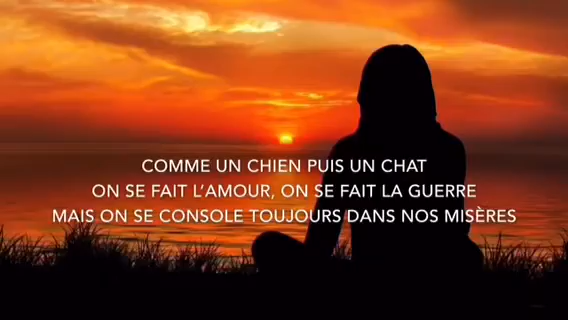 COMME UN CHIEN PUIS UN CHAT
ON SE FAIT L’AMOUR, ON SE FAIT LA GUERRE
MAIS ON SE CONSOLE TOUJOURS DANS NOS MISÈRES